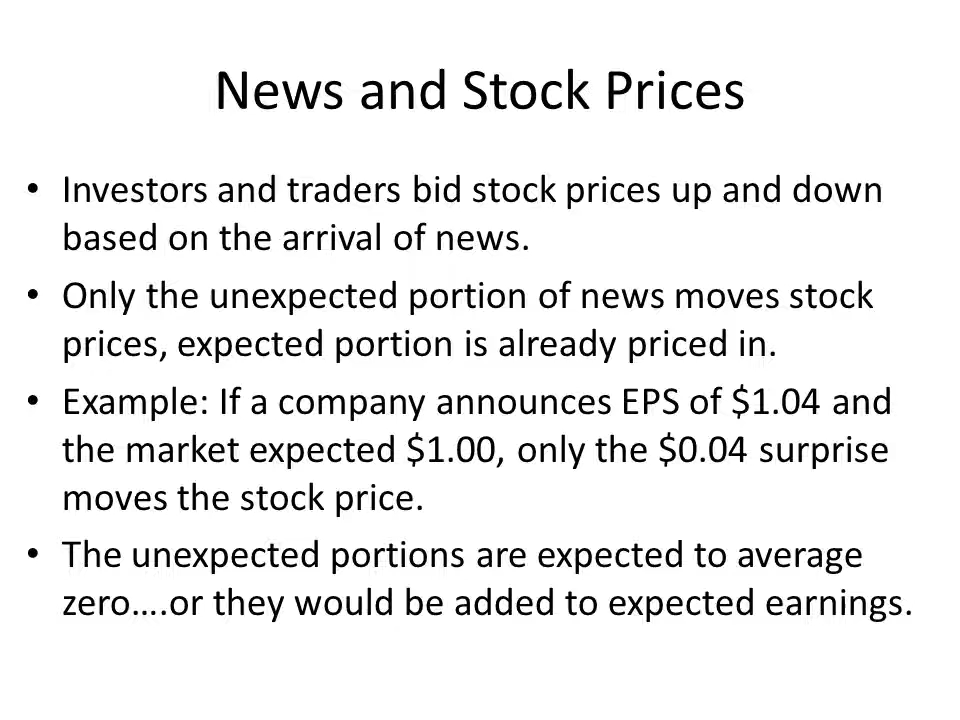 News and Stock Prices
• Investors and traders bid stock prices up and down
based on the arrival of news.
• Only the unexpected portion of news moves stock
prices, expected portion is already priced in.
• Example: If a company announces EPS of $1.04 and
the market expected $1.00, only the $0.04 surprise
moves the stock price.
• The unexpected portions are expected to average
zero….or they would be added to expected earnings.